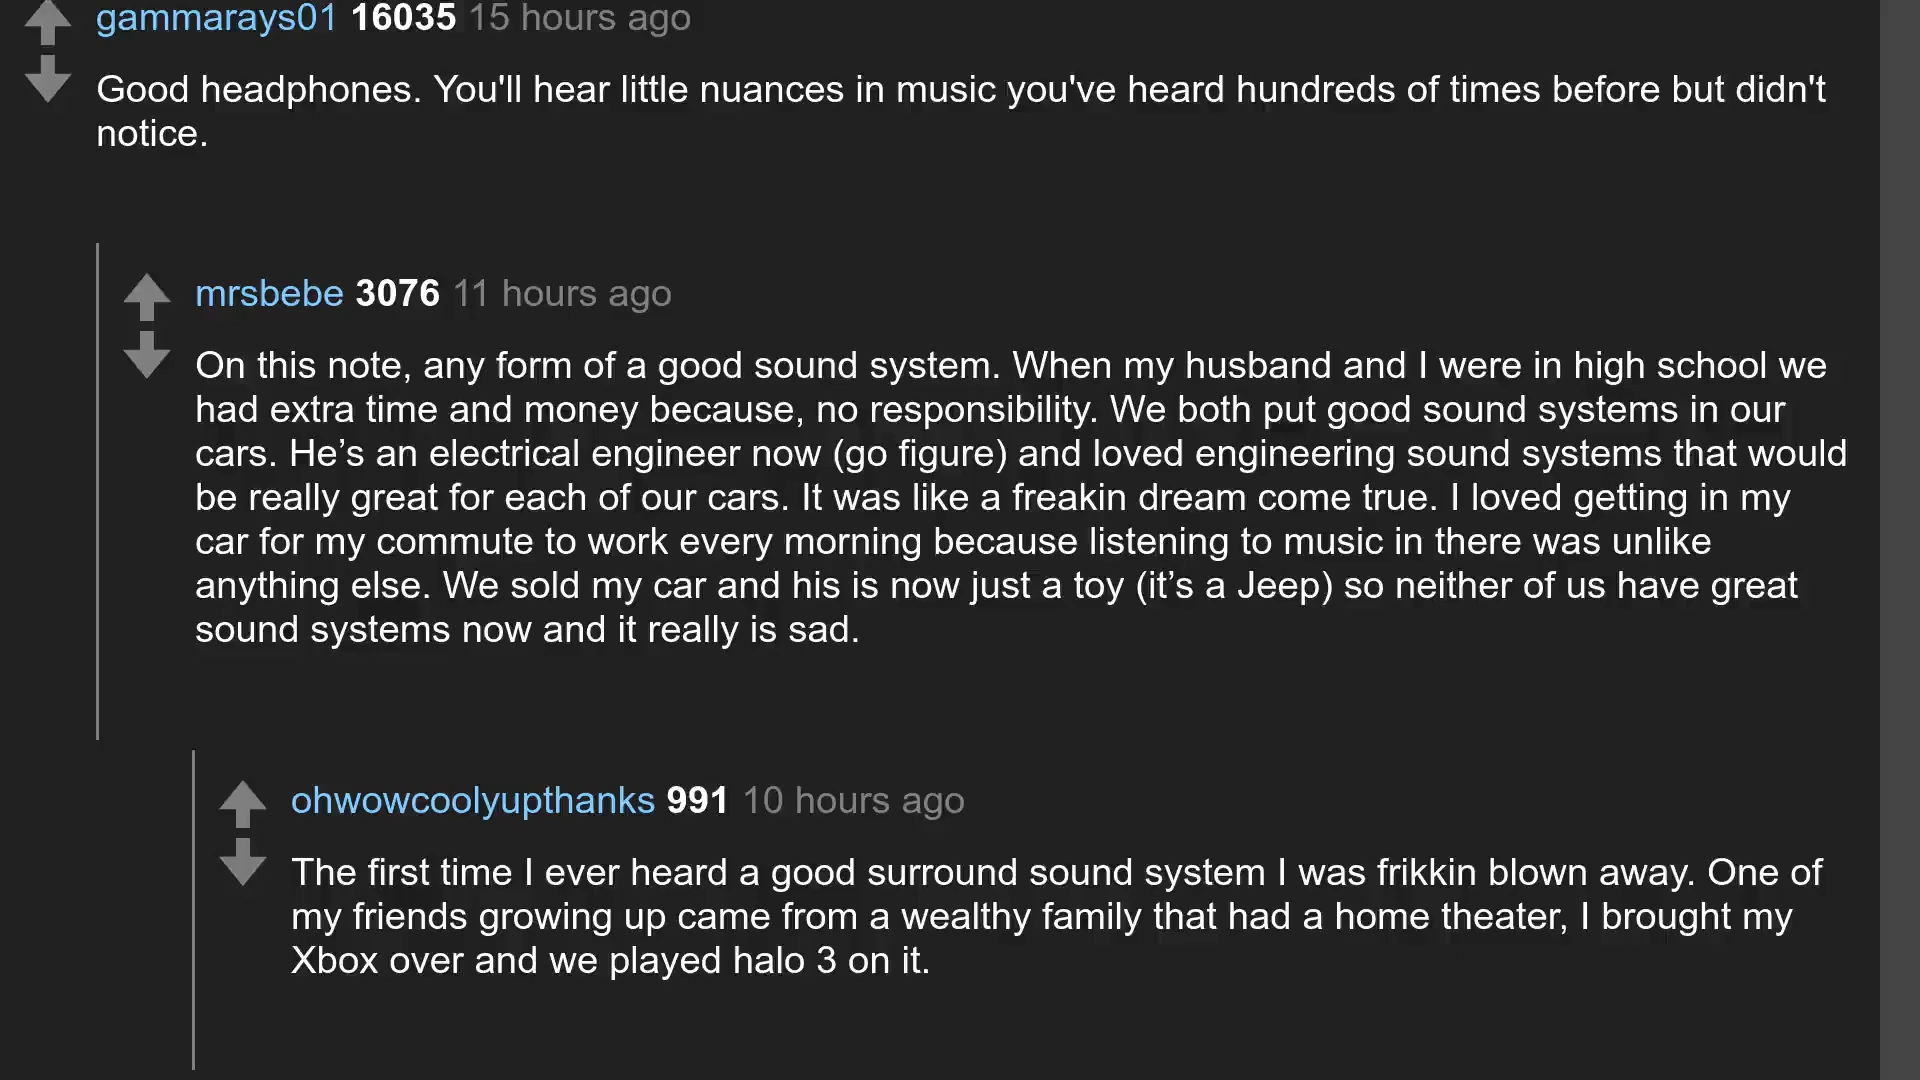 gammarays01 16035 15 hours ago
Good headphones. You'll hear little nuances in music you've heard hundreds of times before but didn't
notice.
mrsbebe 3076 11 hours ago
On this note, any form of a good sound system. When my husband and I were in high school we
had extra time and money because, no responsibility. We both put good sound systems in our
cars. He’s an electrical engineer now (go figure) and loved engineering sound systems that would
be really great for each of our cars. It was like a freakin dream come true. I loved getting in my
car for my commute to work every morning because listening to music in there was unlike
anything else. We sold my car and his is now just a toy (it’s a Jeep) so neither of us have great
sound systems now and it really is sad.
ohwowcoolyupthanks 991 10 hours ago
The first time I ever heard a good surround sound system I was frikkin blown away. One of
my friends growing up came from a wealthy family that had a home theater, I brought my
Xbox over and we played halo 3 on it.